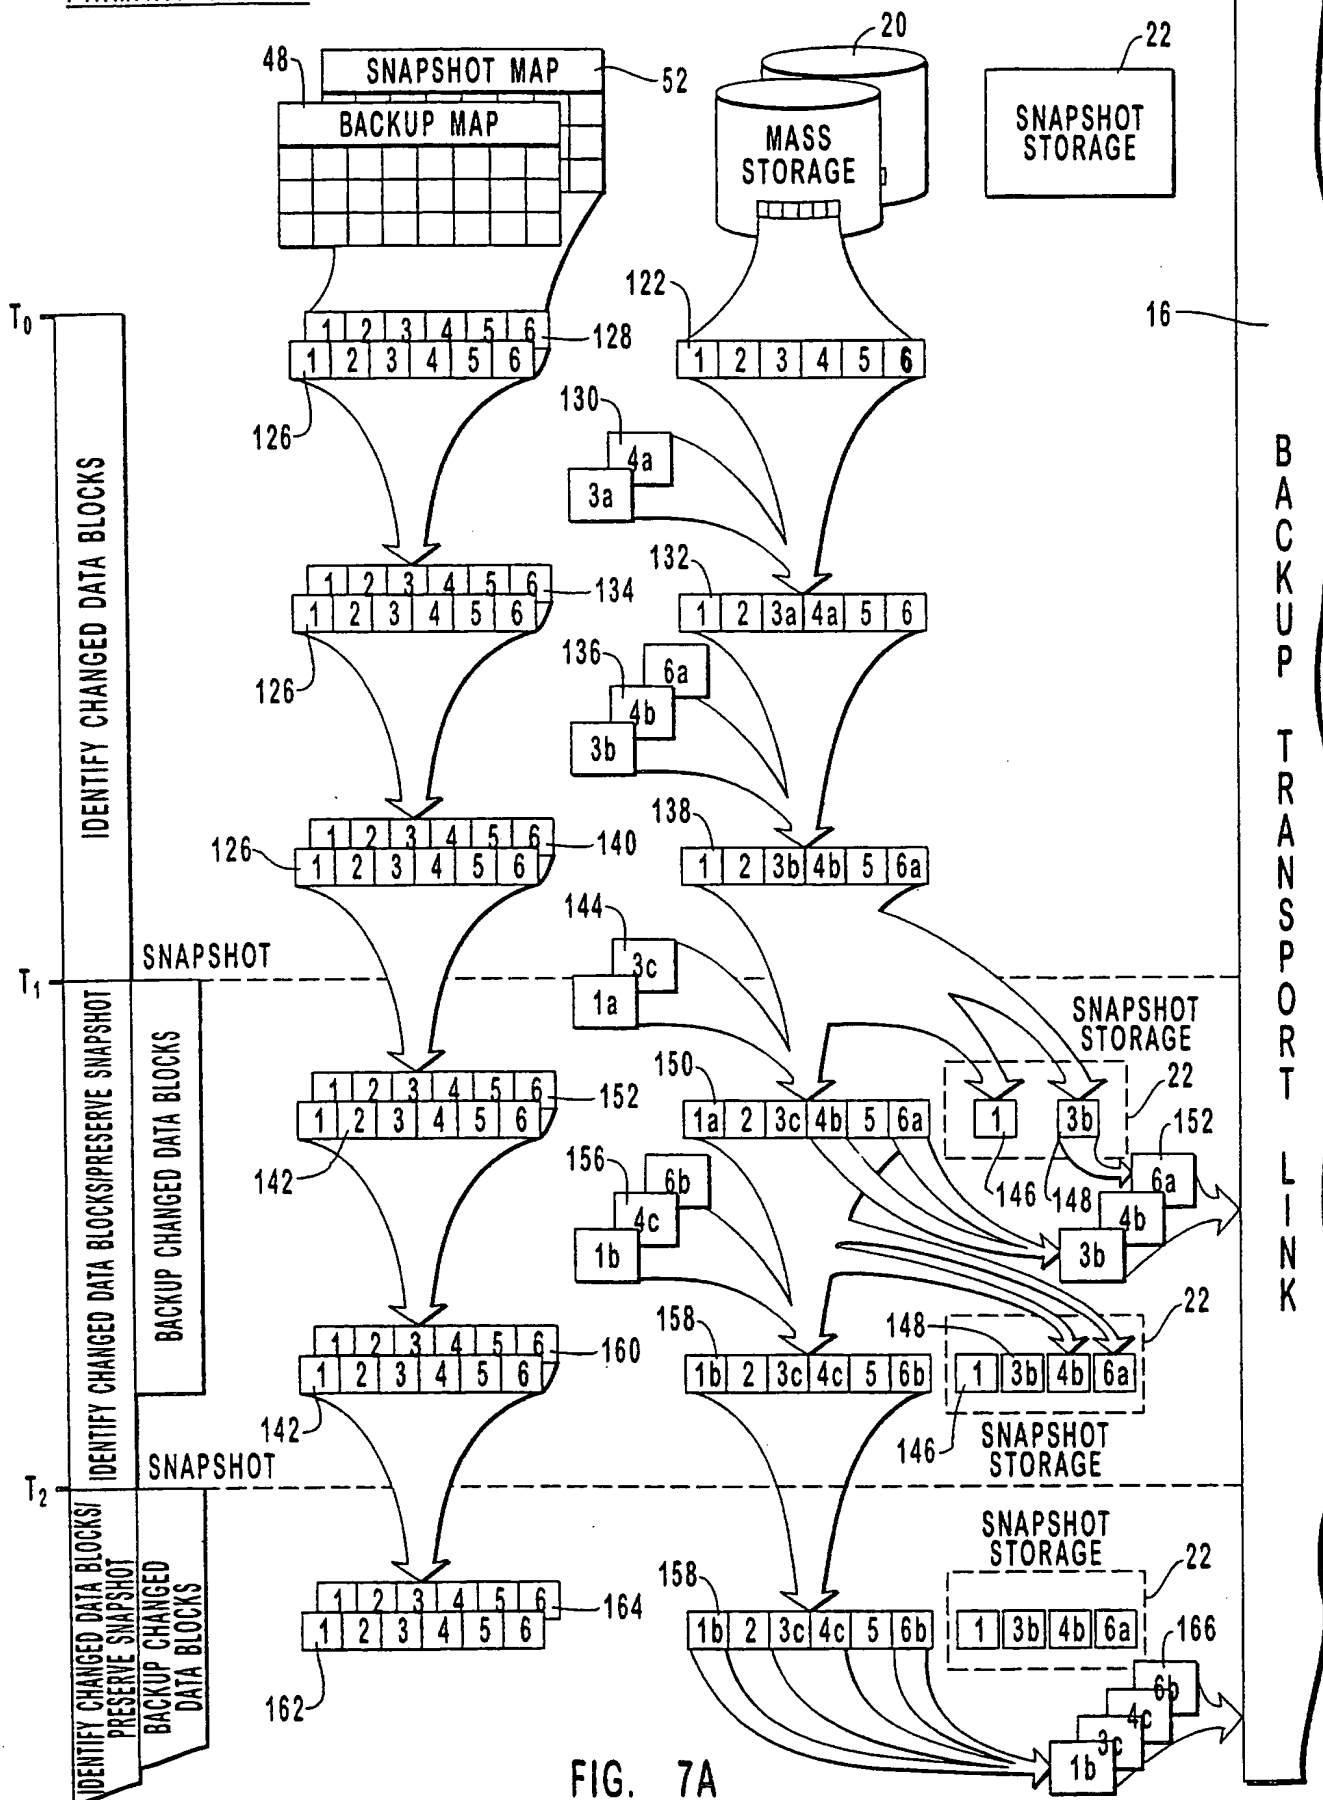 20
48
22
SNAPSHOT MAP
52
BACKUP MAP
MASS
STORAGE
SNAPSHOT
STORAGE
122
16
T0
1 2 3 4 5 6
128
1 2 3 4 5 6
1 2 3 4 5 6
126
130
4a
3a
IDENTIFY CHANGED DATA BLOCKS
BACKUP TRANSPORT LINK
132
1 2 3 4 5 6
134
1 2 3 4 5 6
1 2 3a 4a 5 6
126
136
6a
4b
3b
138
1 2 3 4 5 6
140
126
1 2 3 4 5 6
1 2 3b 4b 5 6a
144
3c
1a
SNAPSHOT
T1
SNAPSHOT
STORAGE
IDENTIFY CHANGED DATA BLOCKS/PRESERVE SNAPSHOT
BACKUP CHANGED DATA BLOCKS
150
22
1 2 3 4 5 6
152
1 2 3 4 5 6
1a 2 3c 4b 5 6a
1
3b
152
142
146
148
6a
4b
3b
156
6b
4c
1b
22
158
148
1 2 3 4 5 6
160
1 2 3 4 5 6
1b 2 3c 4c 5 6b
1 3b 4b 6a
142
146
SNAPSHOT
STORAGE
SNAPSHOT
T2
SNAPSHOT
STORAGE
22
IDENTIFY CHANGED DATA BLOCKS/
PRESERVE SNAPSHOT
BACKUP CHANGED
DATA BLOCKS
158
1 2 3 4 5 6
164
1 2 3 4 5 6
1b 2 3c 4c 5 6b
1 3b 4b 6a
166
162
6b
4c
3c
1b
FIG. 7A